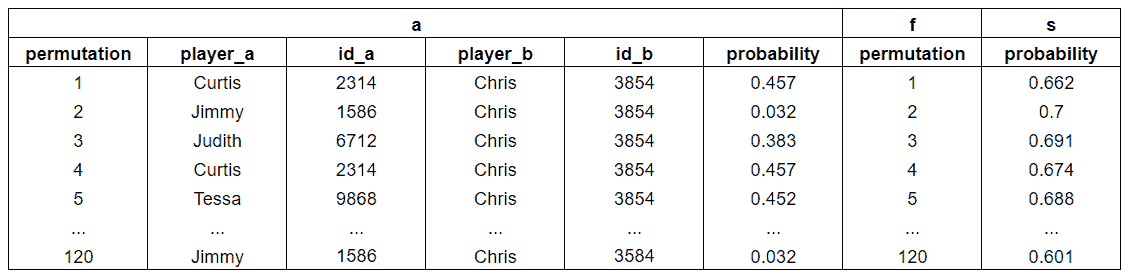 a f s
permutation player_a id_a player_b id_b probability permutation probability
1 Curtis 2314 Chris 3854 0.457 1 0.662
2 Jimmy 1586 Chris 3854 0.032 2 0.7
3 Judith 6712 Chris 3854 0.383 3 0.691
4 Curtis 2314 Chris 3854 0.457 4 0.674
5 Tessa 9868 Chris 3854 0.452 5 0.688
... ... ... ... ... ... ... ...
120 Jimmy 1586 Chris 3584 0.032 120 0.601